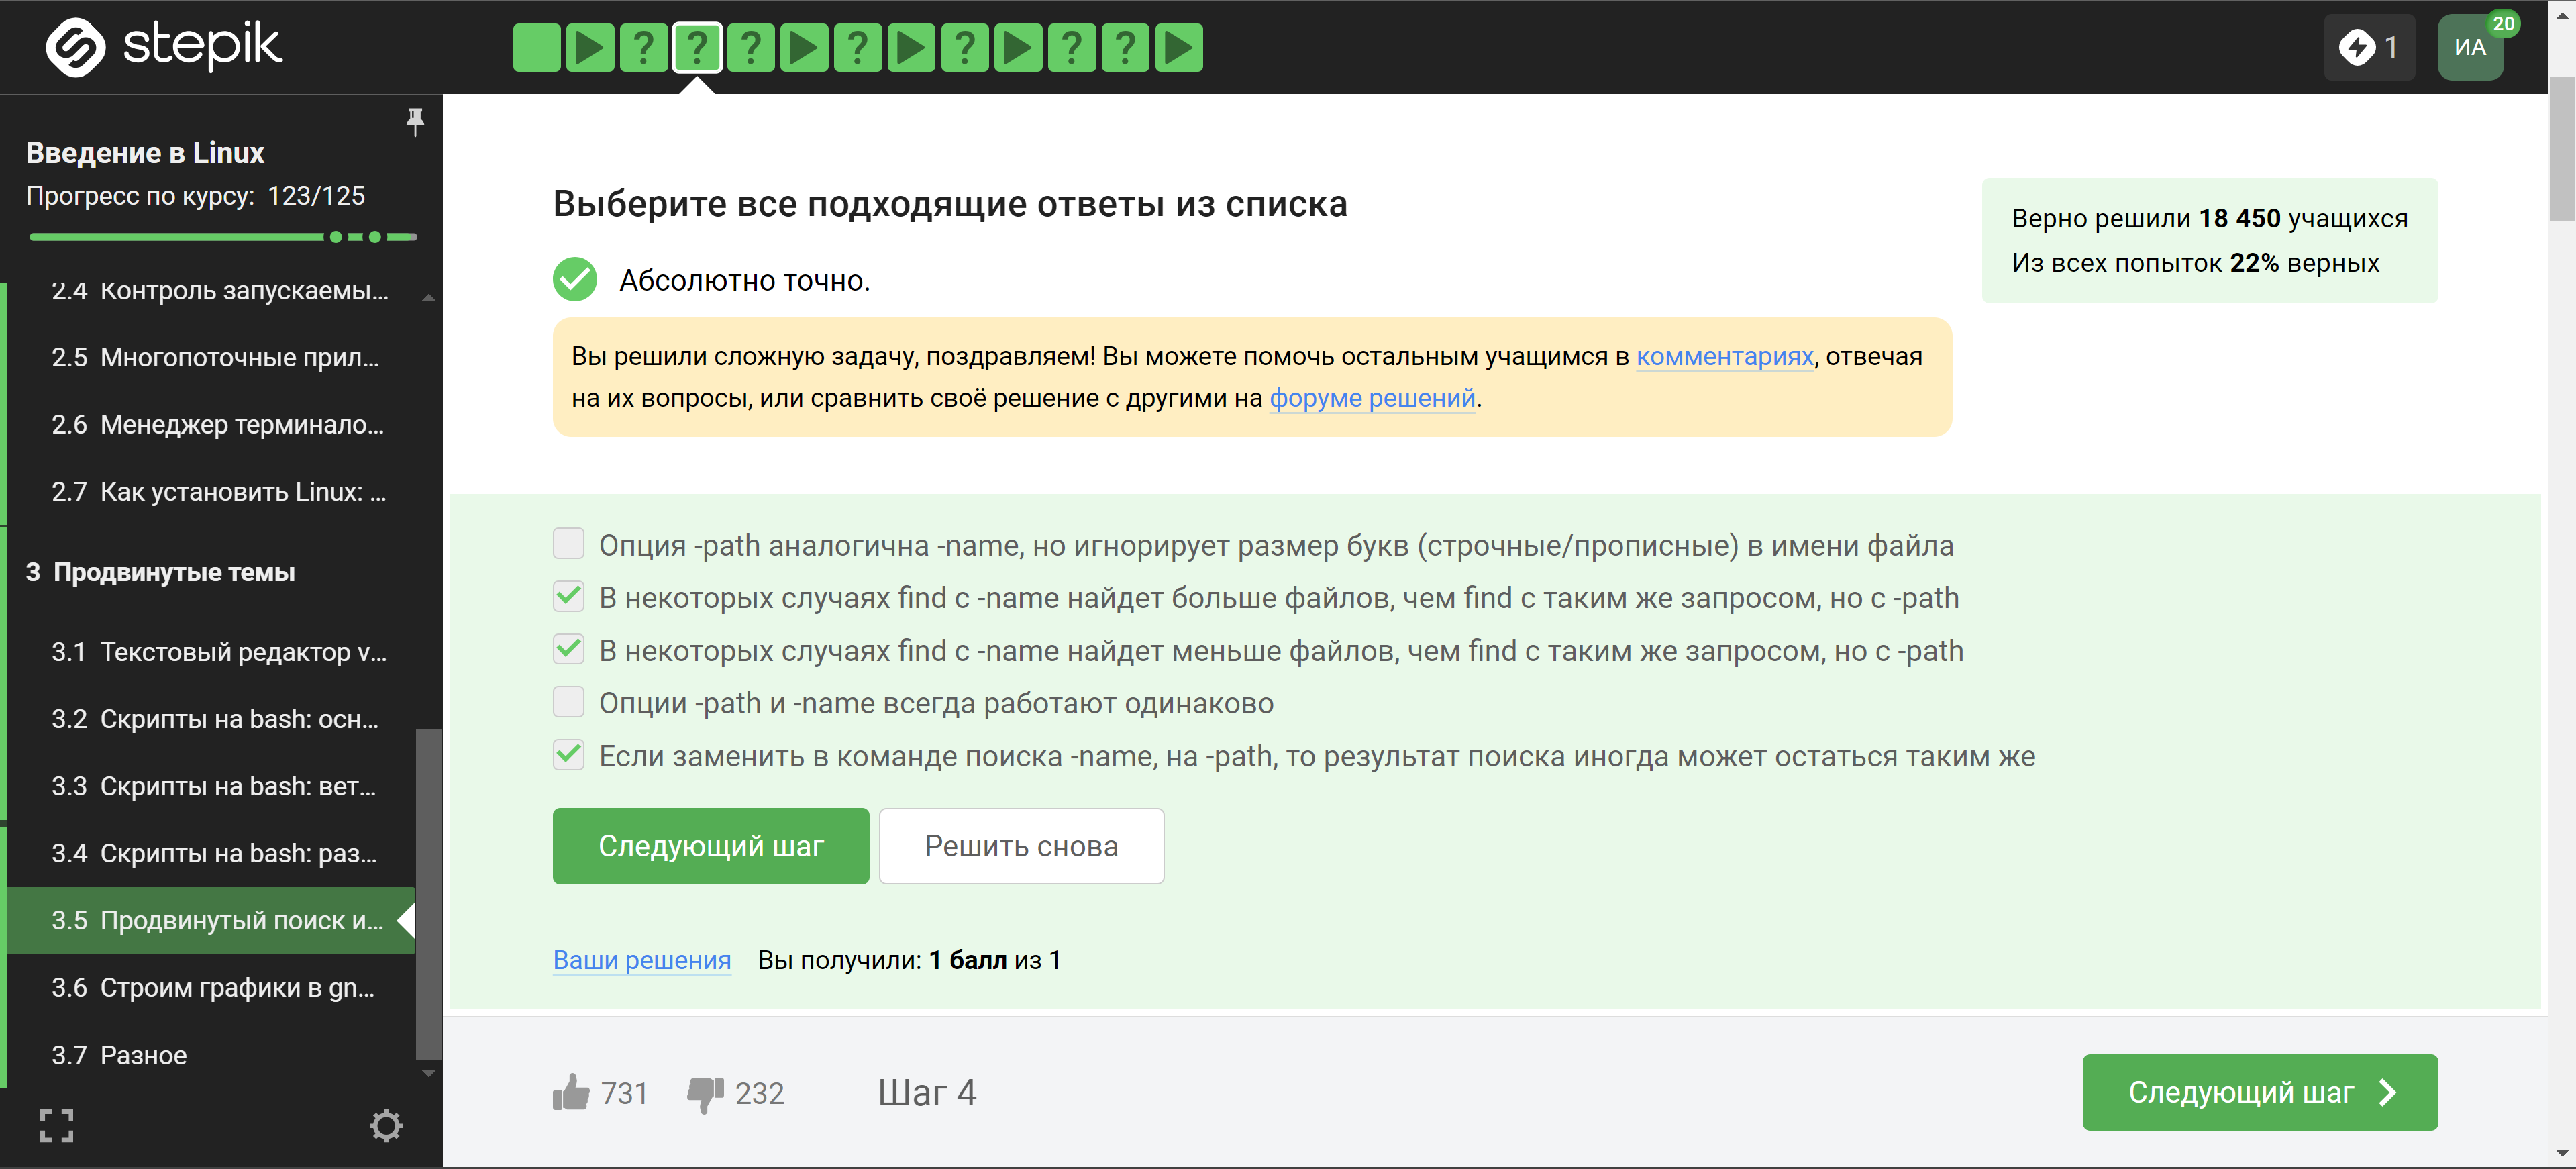 stepik
? ? ? ? ? ? ?
1
ИА
20
Введение в Linux
Прогресс по курсу: 123/125
2.4 Контроль запускаемы...
2.5 Многопоточные прил...
2.6 Менеджер терминало...
2.7 Как установить Linux: ...
3 Продвинутые темы
3.1 Текстовый редактор v...
3.2 Скрипты на bash: осн...
3.3 Скрипты на bash: вет...
3.4 Скрипты на bash: раз...
3.5 Продвинутый поиск и...
3.6 Строим графики в gn...
3.7 Разное
Выберите все подходящие ответы из списка
Верно решили 18 450 учащихся
Из всех попыток 22% верных
Абсолютно точно.
Вы решили сложную задачу, поздравляем! Вы можете помочь остальным учащимся в комментариях, отвечая
на их вопросы, или сравнить своё решение с другими на форуме решений.
Опция -path аналогична -name, но игнорирует размер букв (строчные/прописные) в имени файла
В некоторых случаях find с -name найдет больше файлов, чем find с таким же запросом, но с -path
В некоторых случаях find с -name найдет меньше файлов, чем find с таким же запросом, но с -path
Опции -path и -name всегда работают одинаково
Если заменить в команде поиска -name, на -path, то результат поиска иногда может остаться таким же
Следующий шаг
Решить снова
Ваши решения Вы получили: 1 балл из 1
731 232 Шаг 4
Следующий шаг